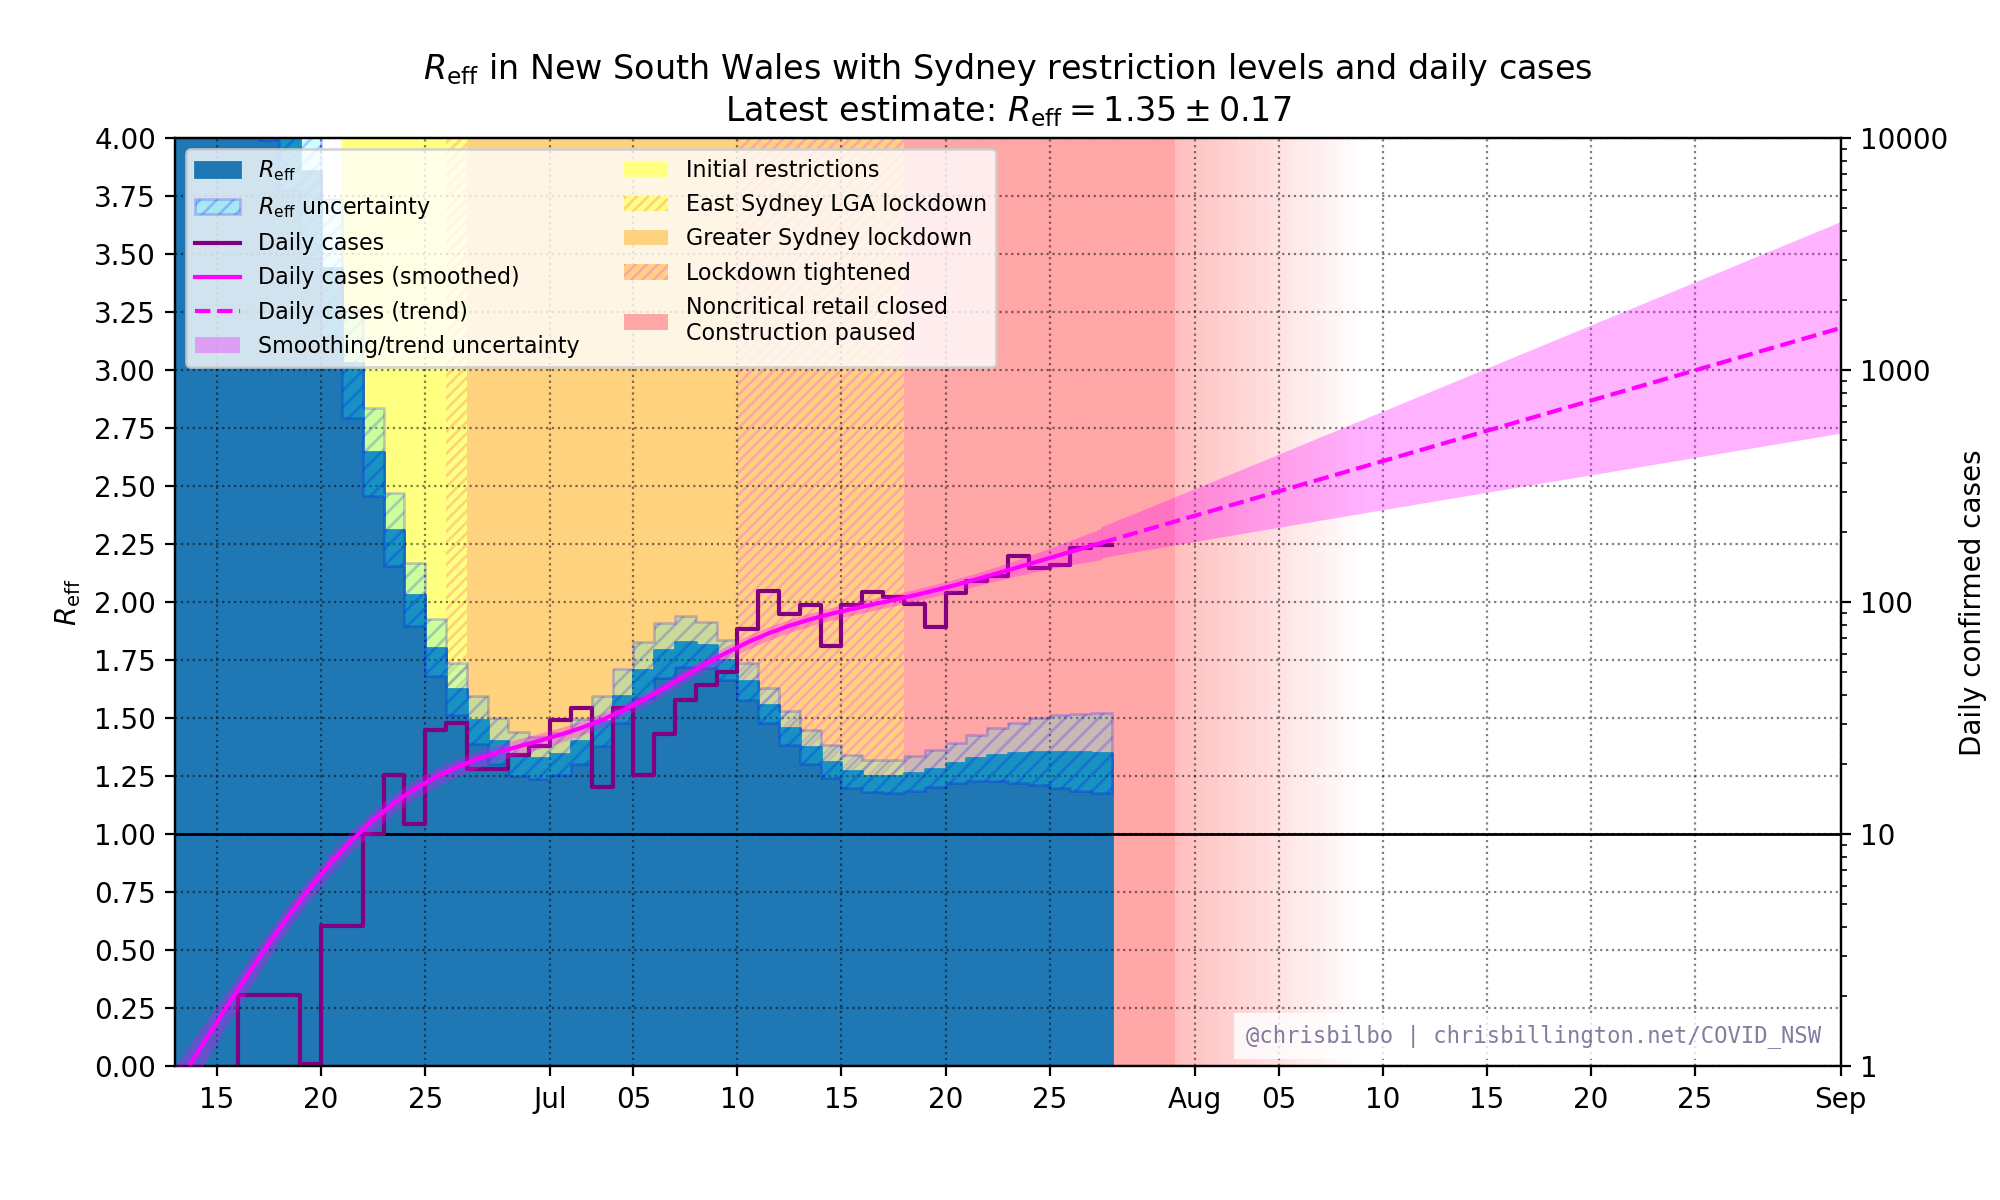 R_eff in New South Wales with Sydney restriction levels and daily cases
Latest estimate: R_eff = 1.35 ± 0.17
R_eff
R_eff uncertainty
Daily cases
Daily cases (smoothed)
Daily cases (trend)
Smoothing/trend uncertainty
Initial restrictions
East Sydney LGA lockdown
Greater Sydney lockdown
Lockdown tightened
Noncritical retail closed
Construction paused
4.00
3.75
3.50
3.25
3.00
2.75
2.50
2.25
2.00
1.75
1.50
1.25
1.00
0.75
0.50
0.25
0.00
R_eff
10000
1000
100
10
1
Daily confirmed cases
@chrisbilbo | chrisbillington.net/COVID_NSW
15 20 25 Jul 05 10 15 20 25 Aug 05 10 15 20 25 Sep